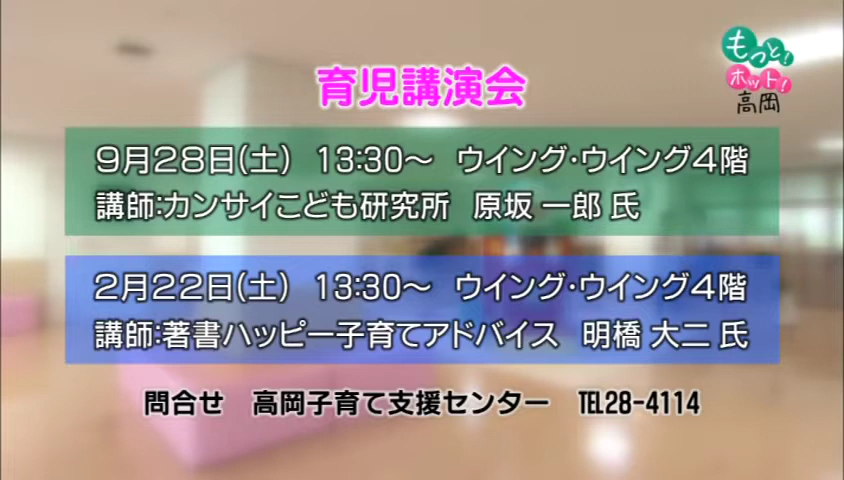 もっと!
ホット!
高岡
育児講演会
9月28日(土) 13:30～ ウイング・ウイング4階
講師:カンサイこども研究所 原坂 一郎 氏
2月22日(土) 13:30～ ウイング・ウイング4階
講師:著書ハッピー子育てアドバイス 明橋 大二 氏
問合せ 高岡子育て支援センター TEL28-4114